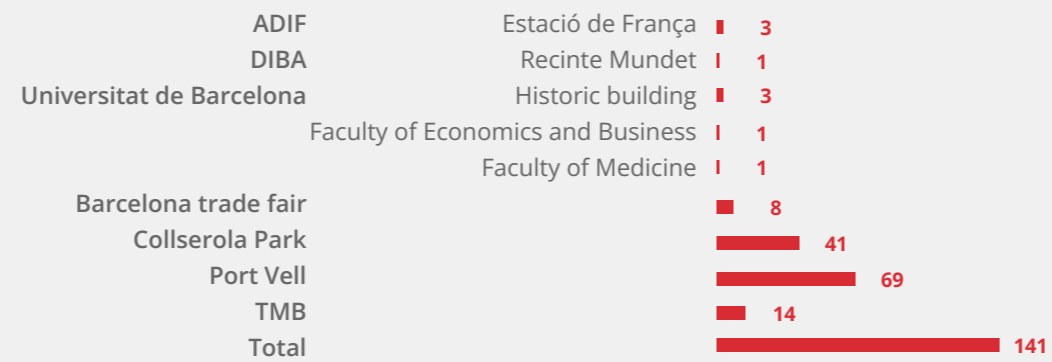 ADIF Estació de França 3
DIBA Recinte Mundet 1
Universitat de Barcelona Historic building 3
Faculty of Economics and Business 1
Faculty of Medicine 1
Barcelona trade fair 8
Collserola Park 41
Port Vell 69
TMB 14
Total 141